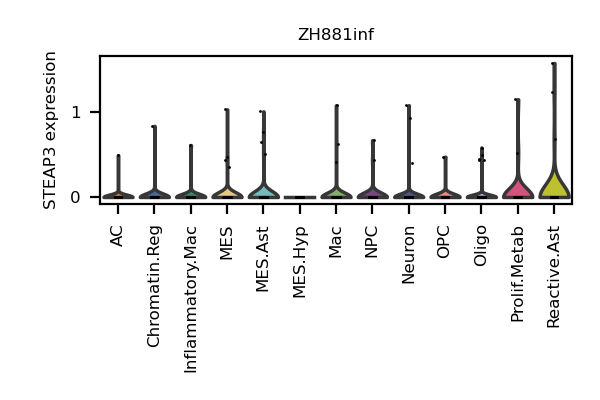 ZH881inf
STEAP3 expression
1
0
AC
Chromatin.Reg
Inflammatory.Mac
MES
MES.Ast
MES.Hyp
Mac
NPC
Neuron
OPC
Oligo
Prolif.Metab
Reactive.Ast